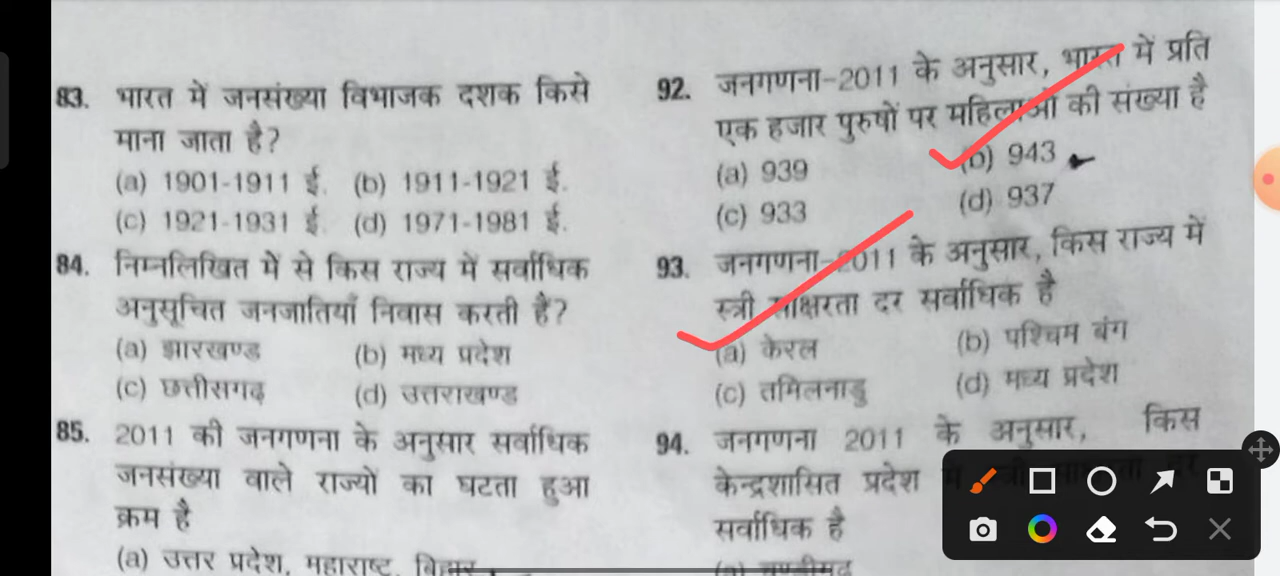 83. भारत में जनसंख्या विभाजक दशक किसे
माना जाता है?
(a) 1901-1911 ई. (b) 1911-1921 ई.
(c) 1921-1931 ई. (d) 1971-1981 ई.
84. निम्नलिखित में से किस राज्य में सर्वाधिक
अनुसूचित जनजातियाँ निवास करती हैं?
(a) झारखण्ड (b) मध्य प्रदेश
(c) छत्तीसगढ़ (d) उत्तराखण्ड
85. 2011 की जनगणना के अनुसार सर्वाधिक
जनसंख्या वाले राज्यों का घटता हुआ
क्रम है
(a) उत्तर प्रदेश, महाराष्ट्र, बिहार
92. जनगणना-2011 के अनुसार, भारत में प्रति
एक हजार पुरुषों पर महिलाओं की संख्या है
(a) 939 (b) 943
(c) 933 (d) 937
93. जनगणना-2011 के अनुसार, किस राज्य में
स्त्री साक्षरता दर सर्वाधिक है
(a) केरल (b) पश्चिम बंग
(c) तमिलनाडु (d) मध्य प्रदेश
94. जनगणना 2011 के अनुसार, किस
केन्द्रशासित प्रदेश
सर्वाधिक है
(a) चण्डीगढ़